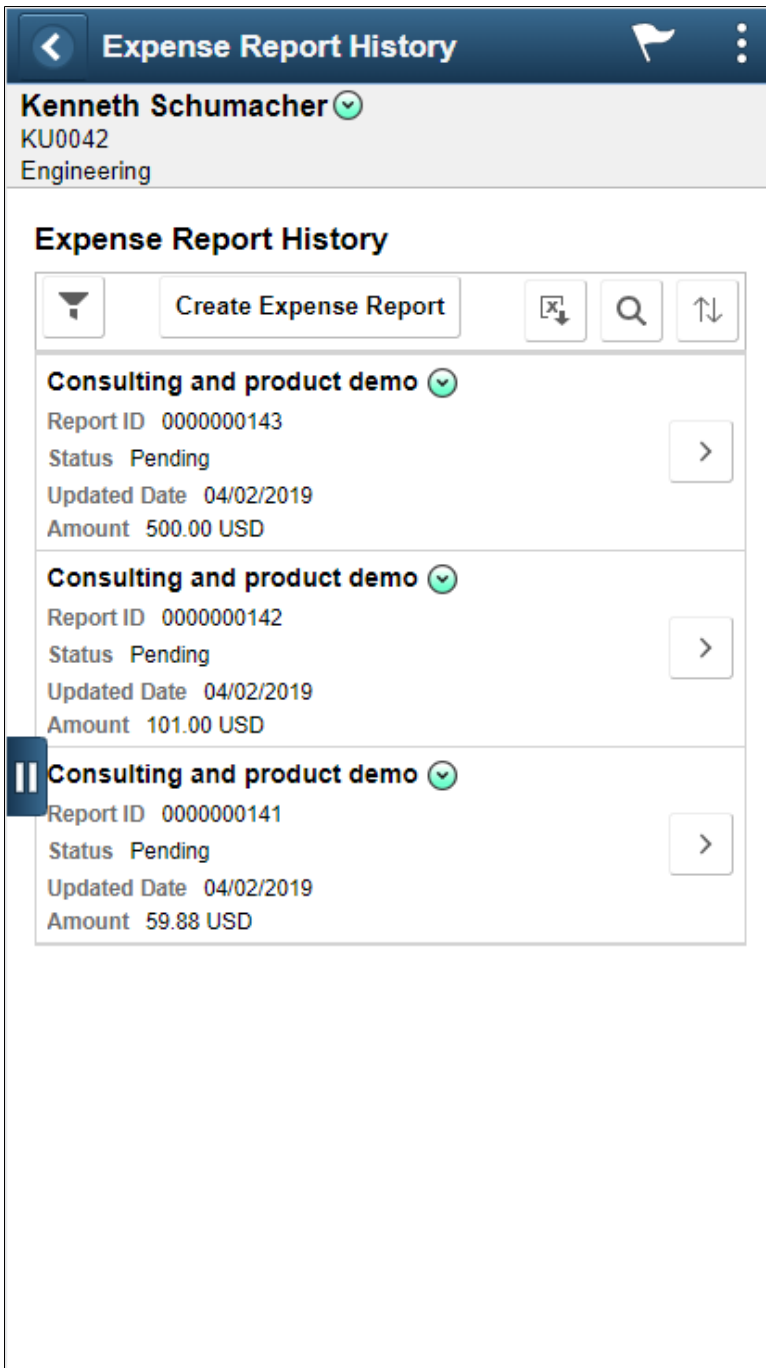 Expense Report History
Kenneth Schumacher
KU0042
Engineering
Expense Report History
Create Expense Report
Consulting and product demo
Report ID 0000000143
Status Pending
Updated Date 04/02/2019
Amount 500.00 USD
Consulting and product demo
Report ID 0000000142
Status Pending
Updated Date 04/02/2019
Amount 101.00 USD
Consulting and product demo
Report ID 0000000141
Status Pending
Updated Date 04/02/2019
Amount 59.88 USD